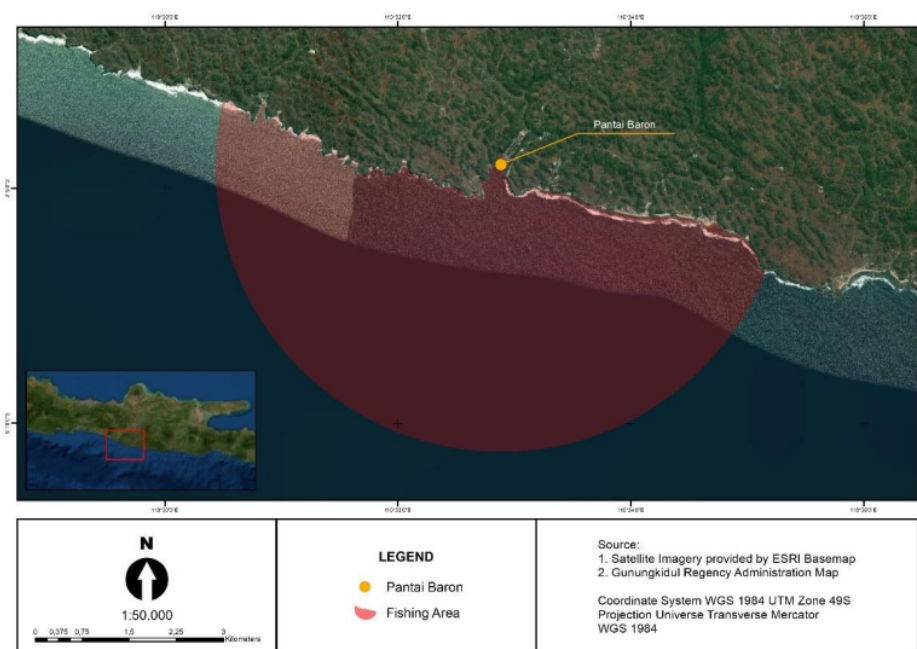 Pantai Baron
N
1:50.000
0 0,375 0,75 1,5 2,25 3
Kilometers
LEGEND
Pantai Baron
Fishing Area
Source:
1. Satellite Imagery provided by ESRI Basemap
2. Gunungkidul Regency Administration Map
Coordinate System WGS 1984 UTM Zone 49S
Projection Universe Transverse Mercator
WGS 1984